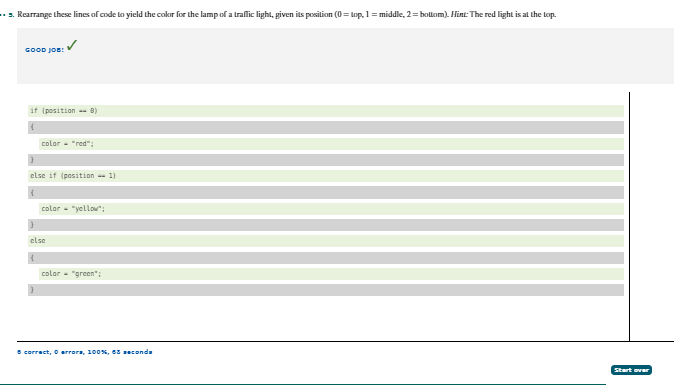 •• 5. Rearrange these lines of code to yield the color for the lamp of a traffic light, given its position (0 = top, 1 = middle, 2 = bottom). Hint: The red light is at the top.
GOOD JOB! ✓
if (position == 0)
{
color = "red";
}
else if (position == 1)
{
color = "yellow";
}
else
{
color = "green";
}
6 correct, 0 errors, 100%, 68 seconds
Start over